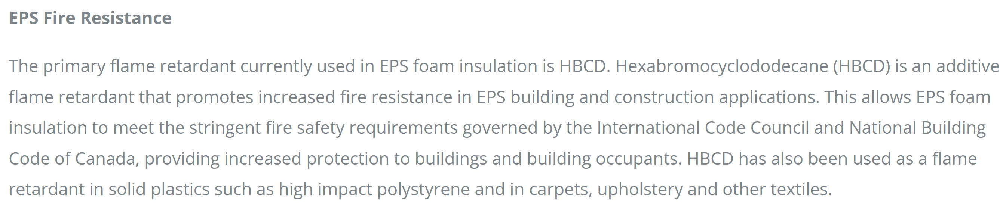 EPS Fire Resistance
The primary flame retardant currently used in EPS foam insulation is HBCD. Hexabromocyclododecane (HBCD) is an additive
flame retardant that promotes increased fire resistance in EPS building and construction applications. This allows EPS foam
insulation to meet the stringent fire safety requirements governed by the International Code Council and National Building
Code of Canada, providing increased protection to buildings and building occupants. HBCD has also been used as a flame
retardant in solid plastics such as high impact polystyrene and in carpets, upholstery and other textiles.